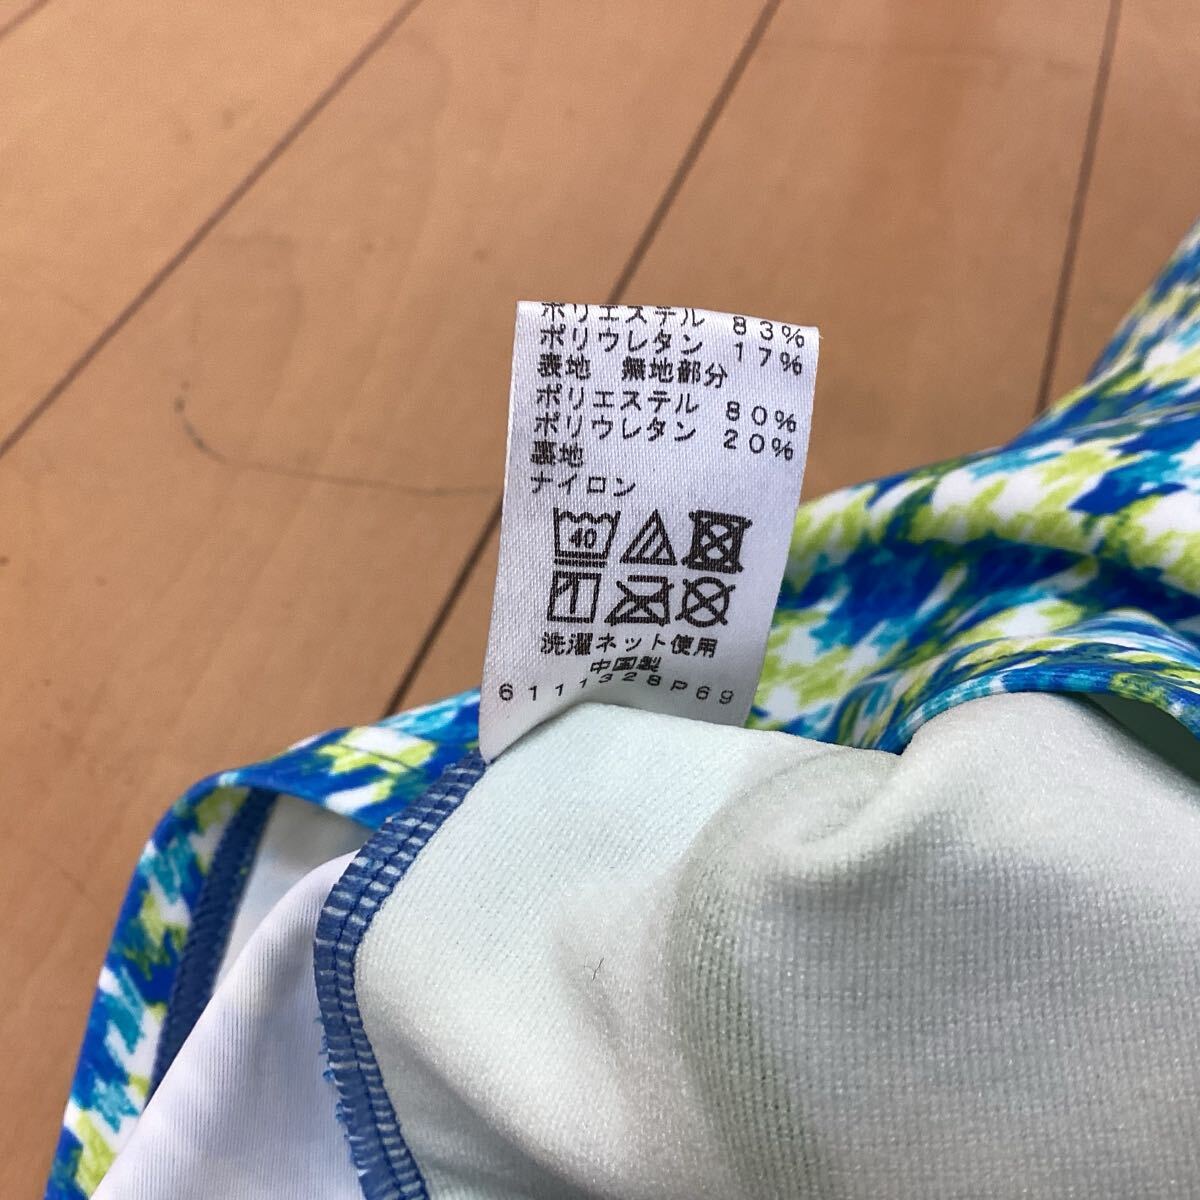 ポリエステル 83%
ポリウレタン 17%
表地 無地部分
ポリエステル 80%
ポリウレタン 20%
裏地
ナイロン
40
洗濯ネット使用
中国製
6111328P69